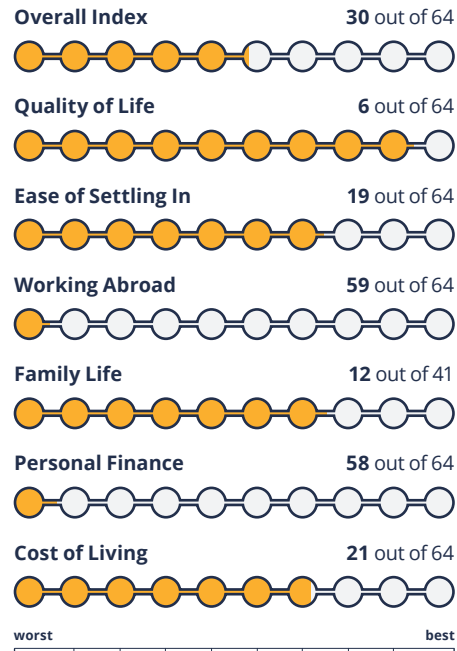 Overall Index 30 out of 64
Quality of Life 6 out of 64
Ease of Settling In 19 out of 64
Working Abroad 59 out of 64
Family Life 12 out of 41
Personal Finance 58 out of 64
Cost of Living 21 out of 64
worst best